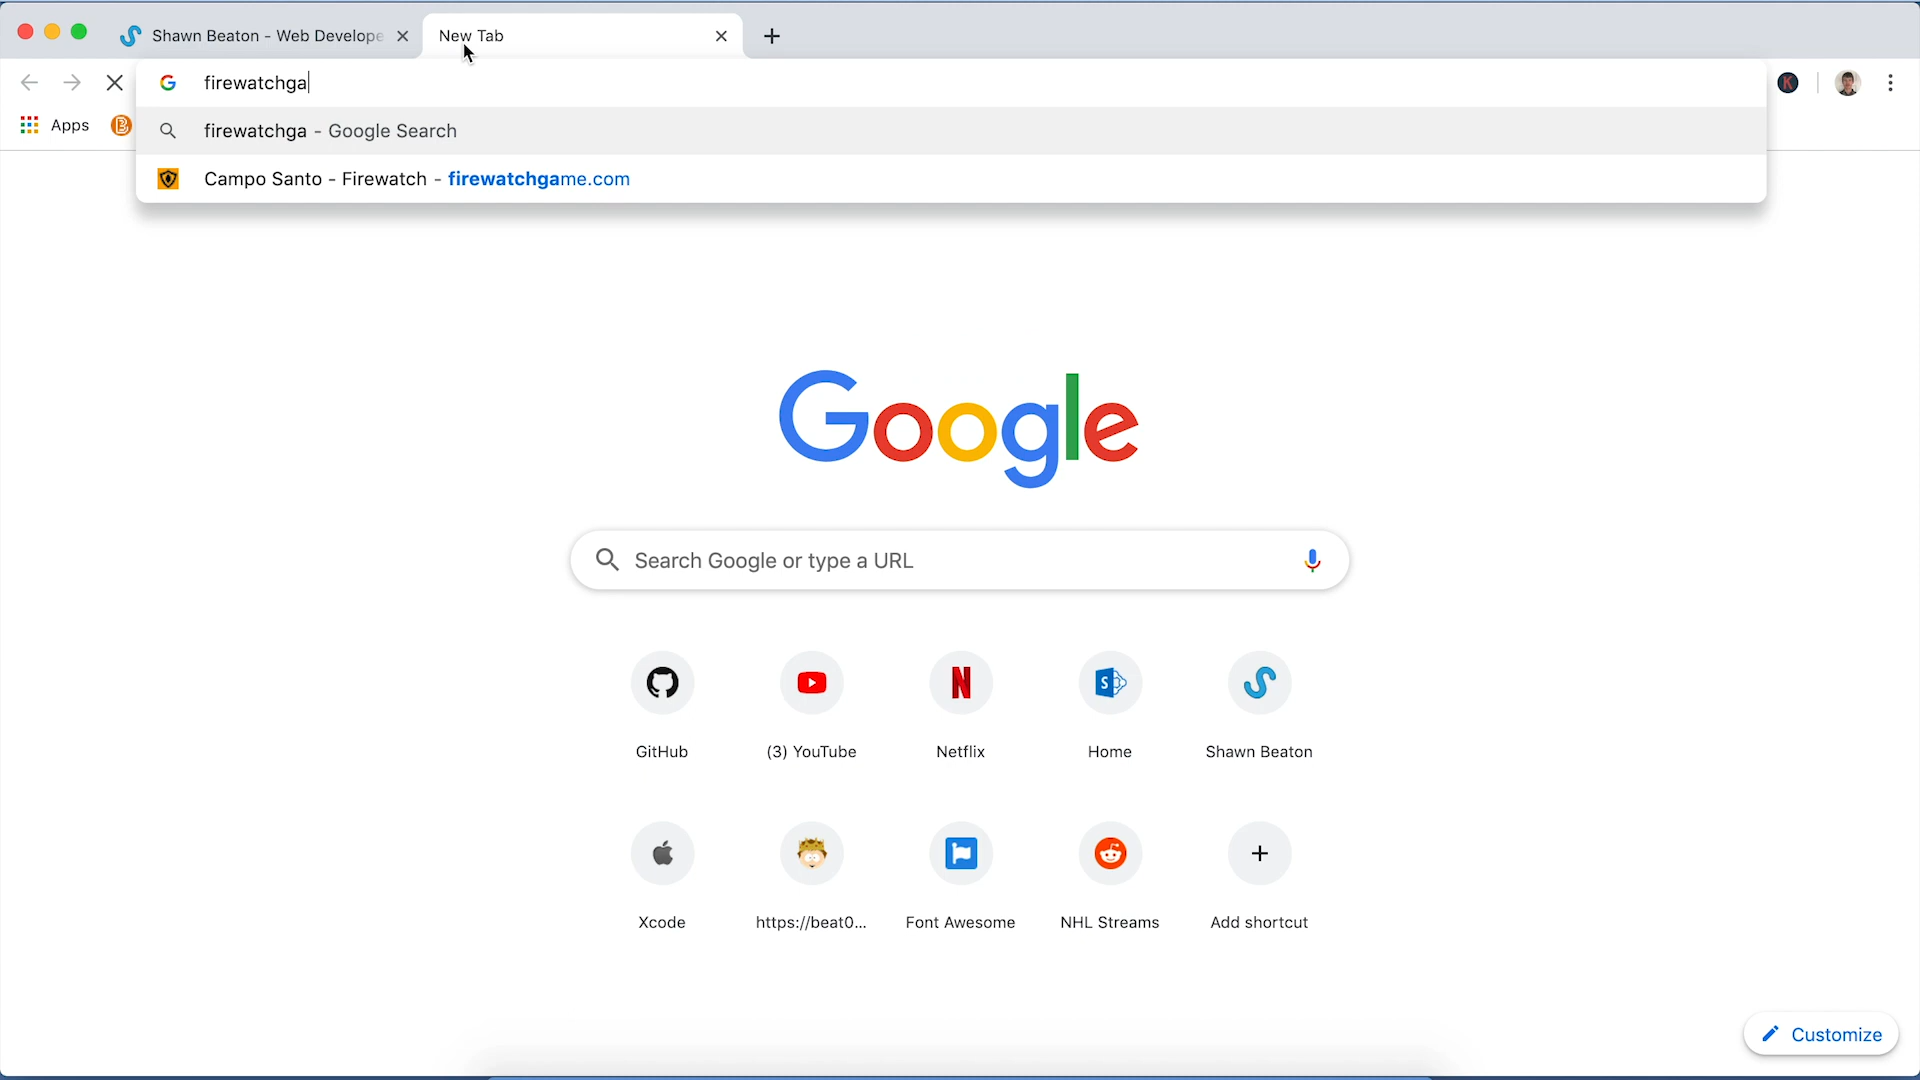 Shawn Beaton - Web Develope
New Tab
firewatchga
Apps
firewatchga - Google Search
Campo Santo - Firewatch - firewatchgame.com
Google
Search Google or type a URL
GitHub
(3) YouTube
Netflix
Home
Shawn Beaton
Xcode
https://beat0...
Font Awesome
NHL Streams
Add shortcut
Customize